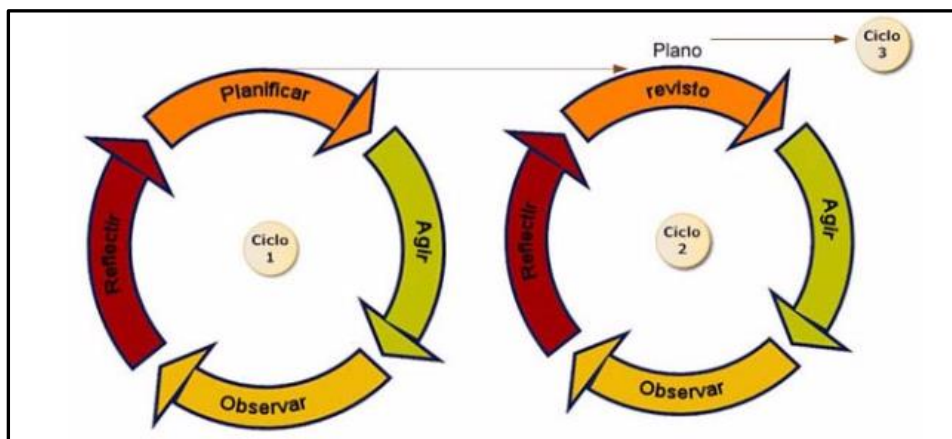 Planificar
Agir
Observar
Reflectir
Ciclo
1
Plano
revisto
Agir
Observar
Reflectir
Ciclo
2
Ciclo
3